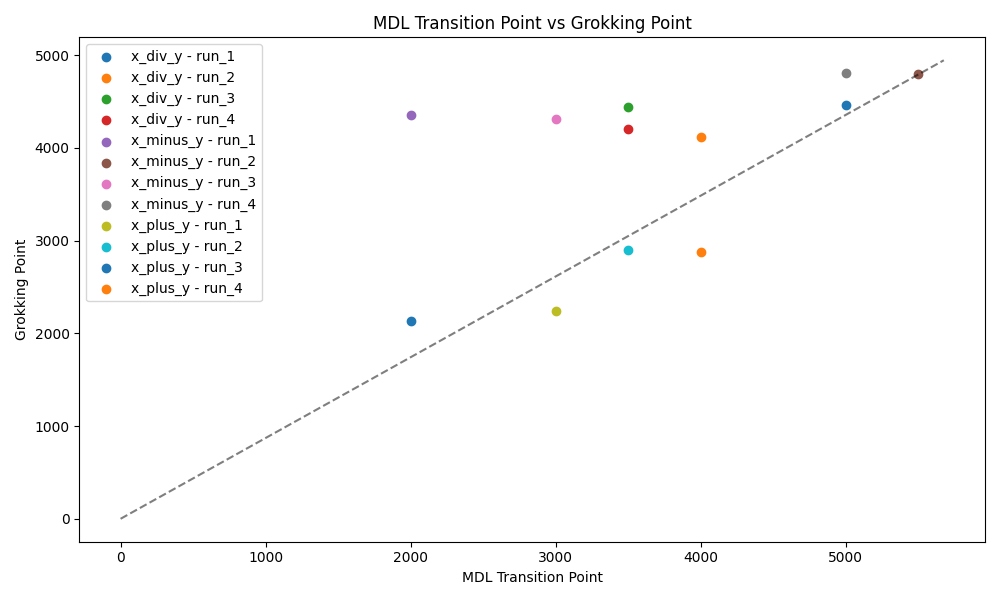 MDL Transition Point vs Grokking Point
x_div_y - run_1
x_div_y - run_2
x_div_y - run_3
x_div_y - run_4
x_minus_y - run_1
x_minus_y - run_2
x_minus_y - run_3
x_minus_y - run_4
x_plus_y - run_1
x_plus_y - run_2
x_plus_y - run_3
x_plus_y - run_4
Grokking Point
5000
4000
3000
2000
1000
0
0 1000 2000 3000 4000 5000
MDL Transition Point